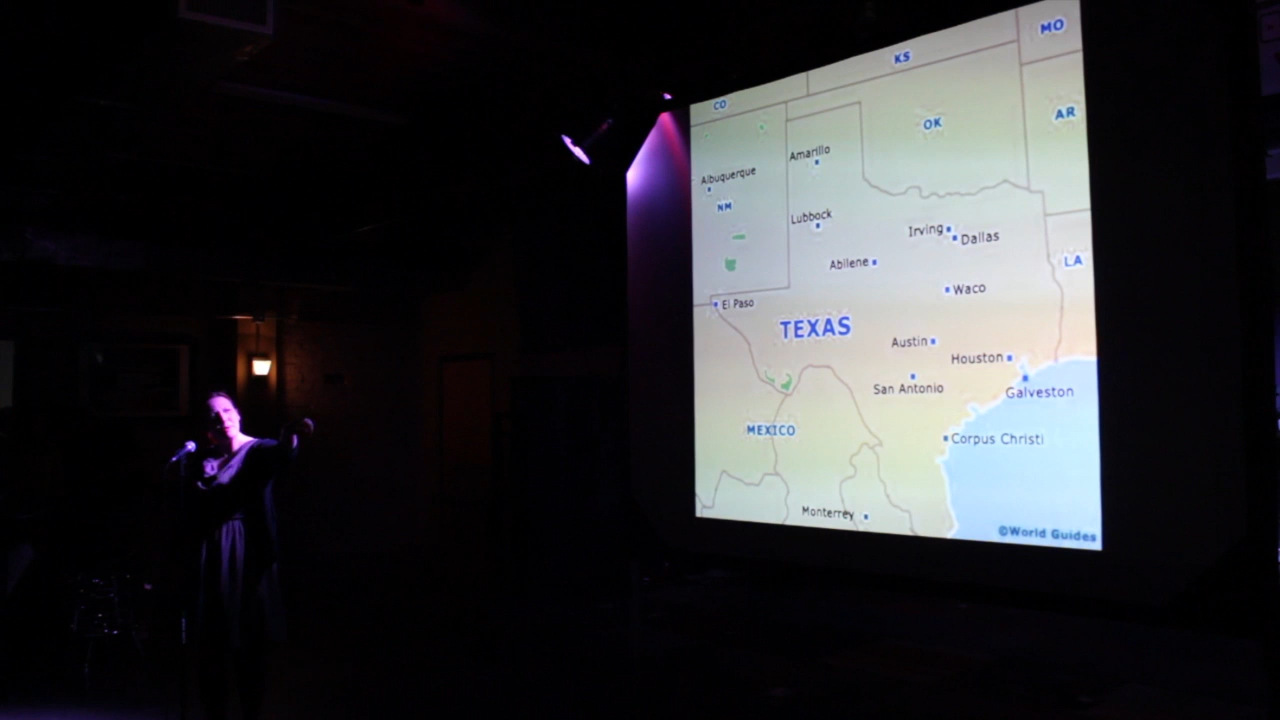 MO
KS
CO
AR
OK
Amarillo
Albuquerque
NM
Lubbock
Irving
Dallas
Abilene
LA
Waco
El Paso
TEXAS
Austin
Houston
San Antonio
Galveston
MEXICO
Corpus Christi
Monterrey
©World Guides